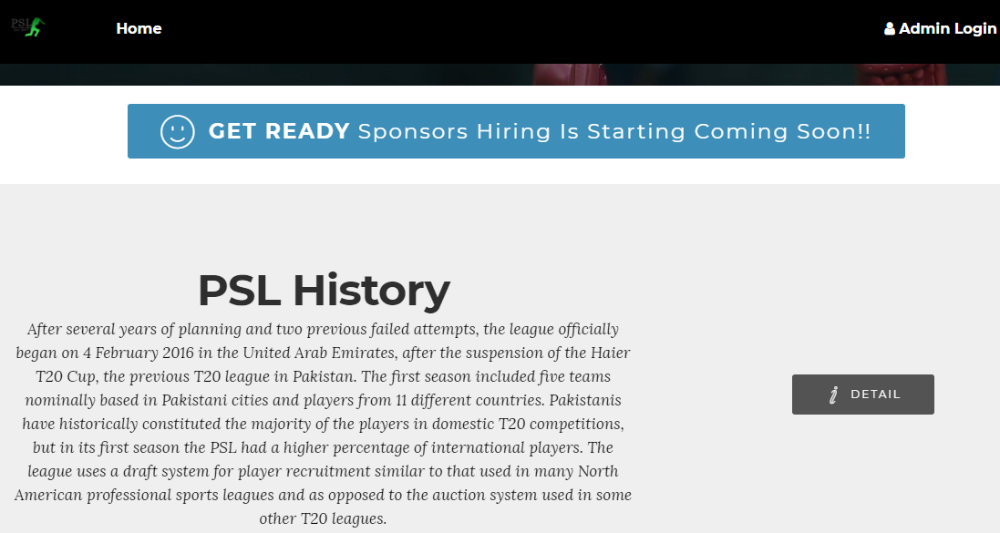 PSL
Home
Admin Login
GET READY Sponsors Hiring Is Starting Coming Soon!!
PSL History
After several years of planning and two previous failed attempts, the league officially
began on 4 February 2016 in the United Arab Emirates, after the suspension of the Haier
T20 Cup, the previous T20 league in Pakistan. The first season included five teams
nominally based in Pakistani cities and players from 11 different countries. Pakistanis
have historically constituted the majority of the players in domestic T20 competitions,
but in its first season the PSL had a higher percentage of international players. The
league uses a draft system for player recruitment similar to that used in many North
American professional sports leagues and as opposed to the auction system used in some
other T20 leagues.
DETAIL